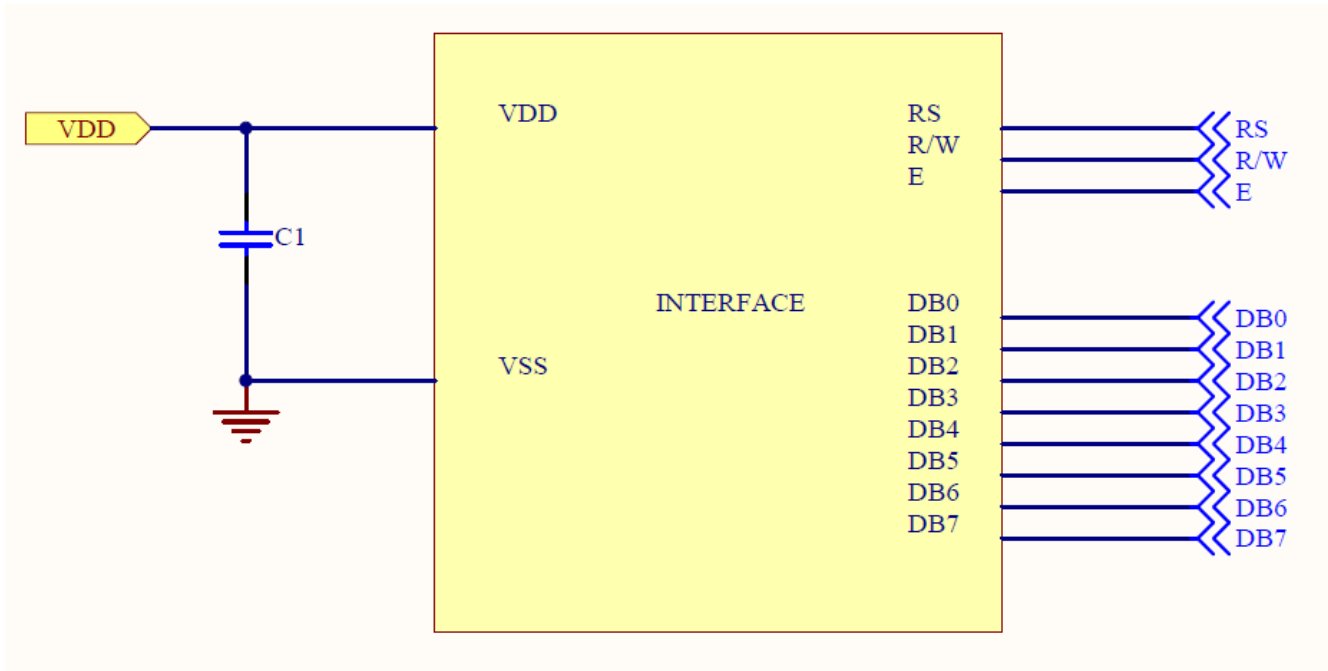 VDD
C1
VDD
VSS
INTERFACE
RS
R/W
E
DB0
DB1
DB2
DB3
DB4
DB5
DB6
DB7
RS
R/W
E
DB0
DB1
DB2
DB3
DB4
DB5
DB6
DB7